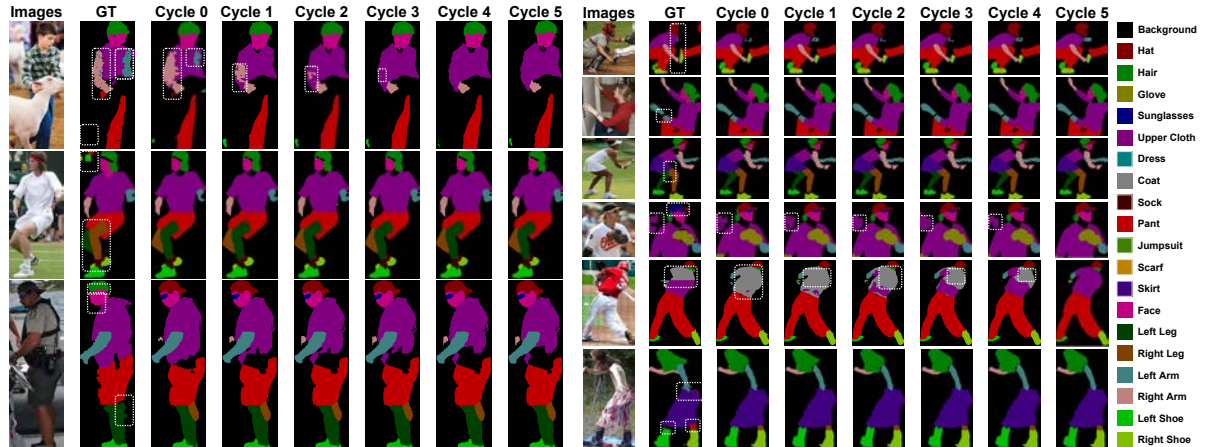 Images GT Cycle 0 Cycle 1 Cycle 2 Cycle 3 Cycle 4 Cycle 5
Images GT Cycle 0 Cycle 1 Cycle 2 Cycle 3 Cycle 4 Cycle 5
Background
Hat
Hair
Glove
Sunglasses
Upper Cloth
Dress
Coat
Sock
Pant
Jumpsuit
Scarf
Skirt
Face
Left Leg
Right Leg
Left Arm
Right Arm
Left Shoe
Right Shoe